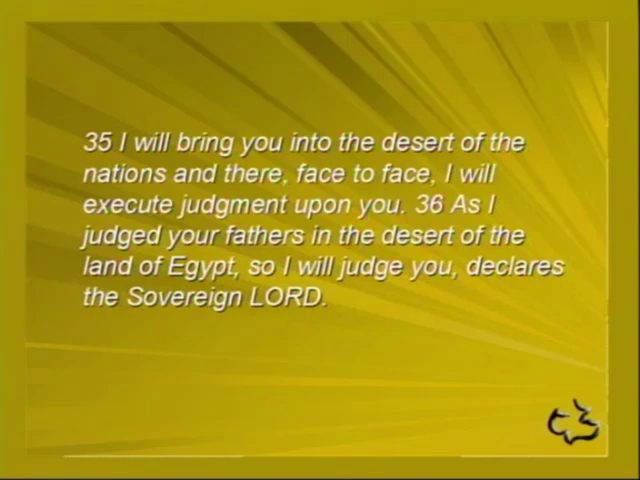 35 I will bring you into the desert of the
nations and there, face to face, I will
execute judgment upon you. 36 As I
judged your fathers in the desert of the
land of Egypt, so I will judge you, declares
the Sovereign LORD.